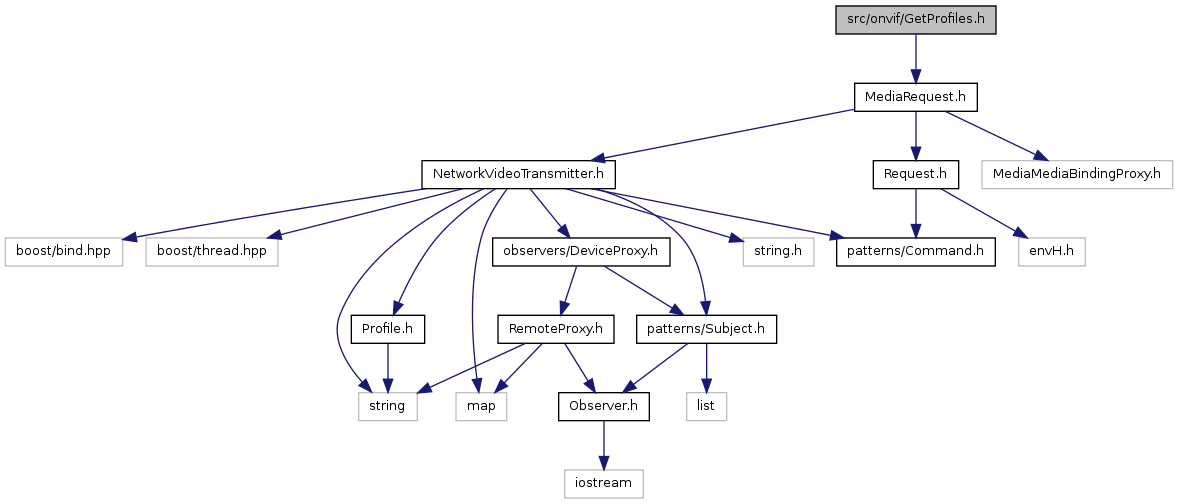 src/onvif/GetProfiles.h
MediaRequest.h
NetworkVideoTransmitter.h
Request.h
MediaMediaBindingProxy.h
boost/bind.hpp
boost/thread.hpp
observers/DeviceProxy.h
string.h
patterns/Command.h
envH.h
Profile.h
RemoteProxy.h
patterns/Subject.h
string
map
Observer.h
list
iostream